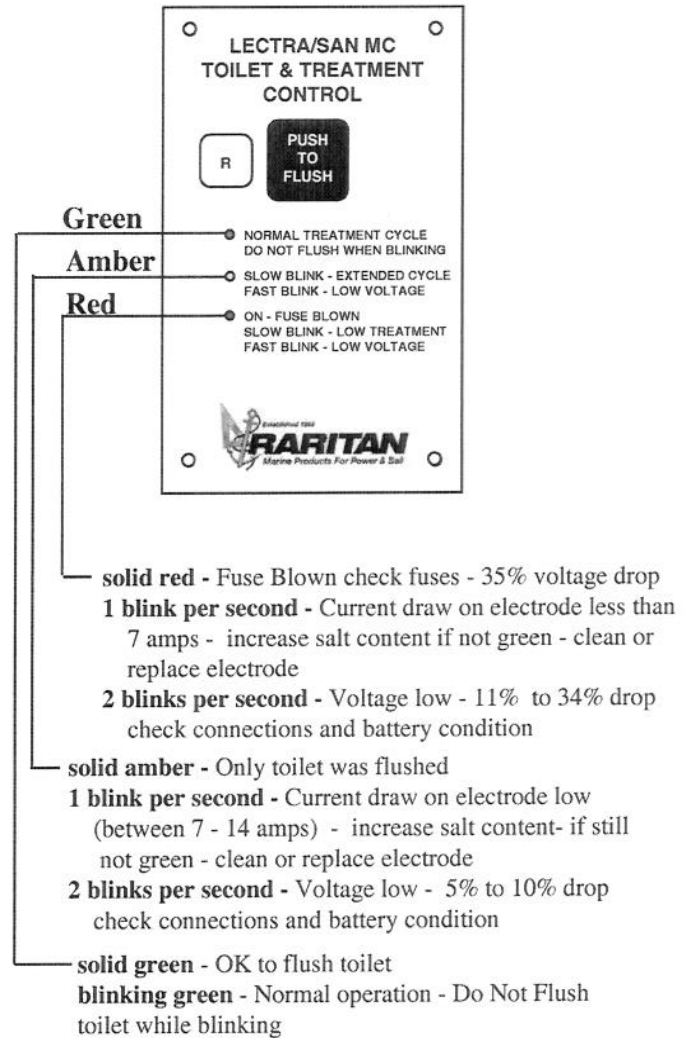 LECTRA/SAN MC
TOILET & TREATMENT
CONTROL
R
PUSH
TO
FLUSH
Green
NORMAL TREATMENT CYCLE
DO NOT FLUSH WHEN BLINKING
Amber
SLOW BLINK - EXTENDED CYCLE
FAST BLINK - LOW VOLTAGE
Red
ON - FUSE BLOWN
SLOW BLINK - LOW TREATMENT
FAST BLINK - LOW VOLTAGE
RARITAN
Marine Products For Power & Sail
solid red - Fuse Blown check fuses - 35% voltage drop
1 blink per second - Current draw on electrode less than
7 amps - increase salt content if not green - clean or
replace electrode
2 blinks per second - Voltage low - 11% to 34% drop
check connections and battery condition
solid amber - Only toilet was flushed
1 blink per second - Current draw on electrode low
(between 7 - 14 amps) - increase salt content- if still
not green - clean or replace electrode
2 blinks per second - Voltage low - 5% to 10% drop
check connections and battery condition
solid green - OK to flush toilet
blinking green - Normal operation - Do Not Flush
toilet while blinking